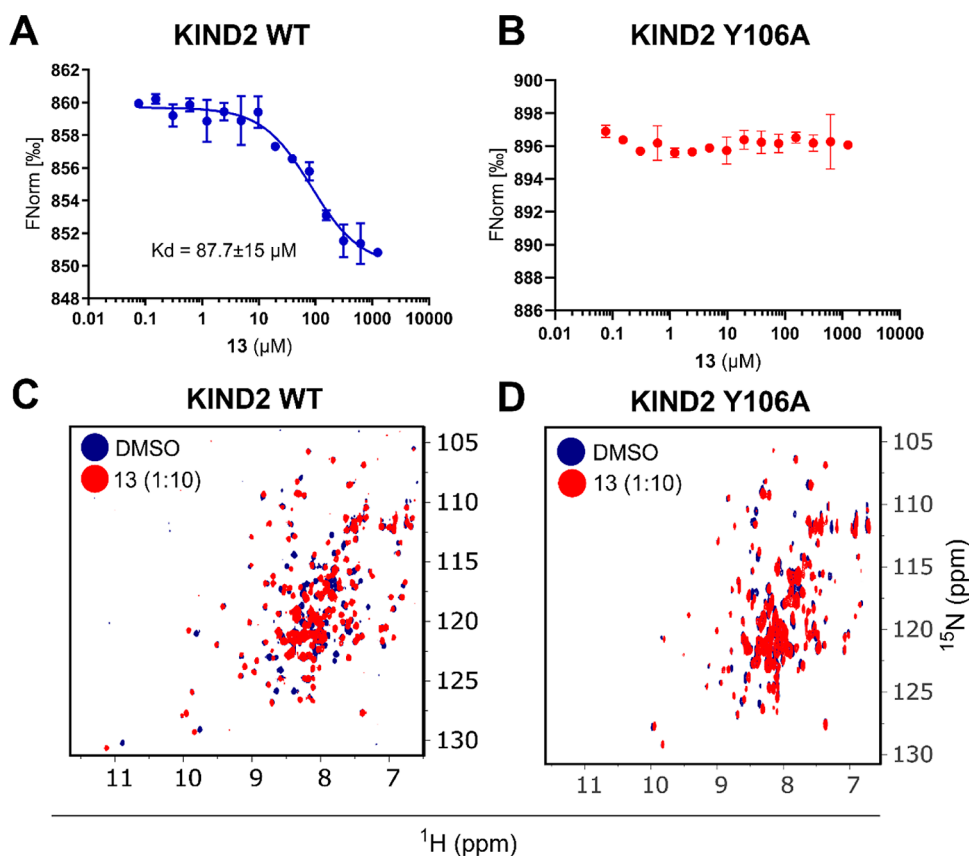 A
KIND2 WT
FNorm [‰]
862
860
858
856
854
852
850
848
Kd = 87.7±15 µM
0.01 0.1 1 10 100 1000 10000
13 (µM)
B
KIND2 Y106A
FNorm [‰]
900
898
896
894
892
890
888
886
0.01 0.1 1 10 100 1000 10000
13 (µM)
C
KIND2 WT
DMSO
13 (1:10)
105
110
115
120
125
130
11 10 9 8 7
D
KIND2 Y106A
DMSO
13 (1:10)
105
110
115
120
125
130
¹⁵N (ppm)
11 10 9 8 7
¹H (ppm)